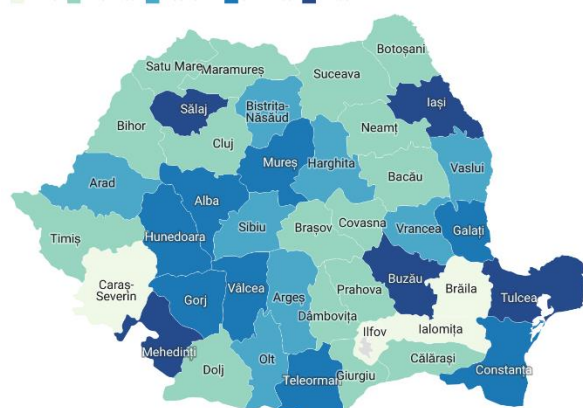 Botoșani
Satu Mare
Maramureș
Suceava
Sălaj
Bistrița-
Năsăud
Iași
Bihor
Cluj
Neamț
Mureș
Harghita
Vaslui
Arad
Alba
Bacău
Timiș
Hunedoara
Sibiu
Brașov
Covasna
Vrancea
Galați
Caraș-
Severin
Gorj
Vâlcea
Argeș
Prahova
Buzău
Brăila
Tulcea
Dâmbovița
Mehedinți
Ilfov
Ialomița
Dolj
Olt
Teleorman
Giurgiu
Călărași
Constanța